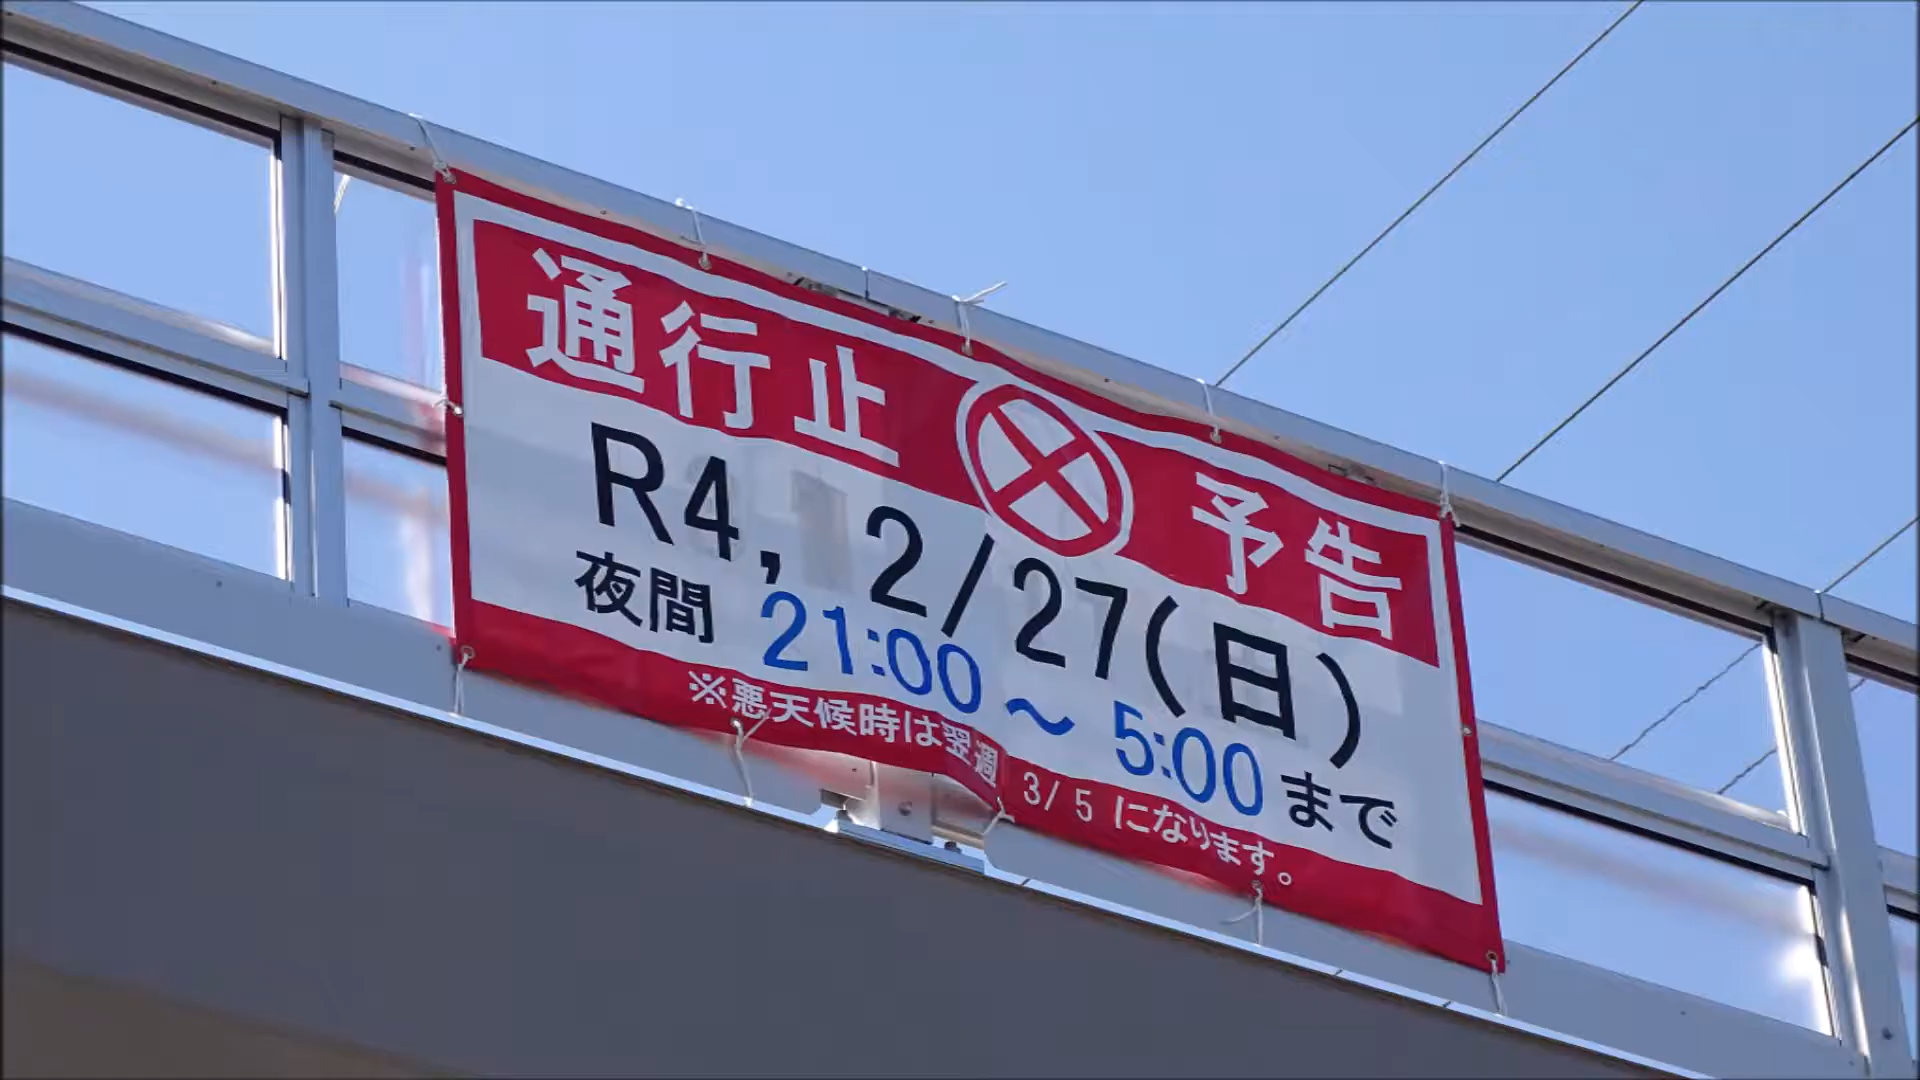 通行止 予告
R4, 2/27(日)
夜間 21:00～5:00まで
※悪天候時は翌週 3/5 になります。